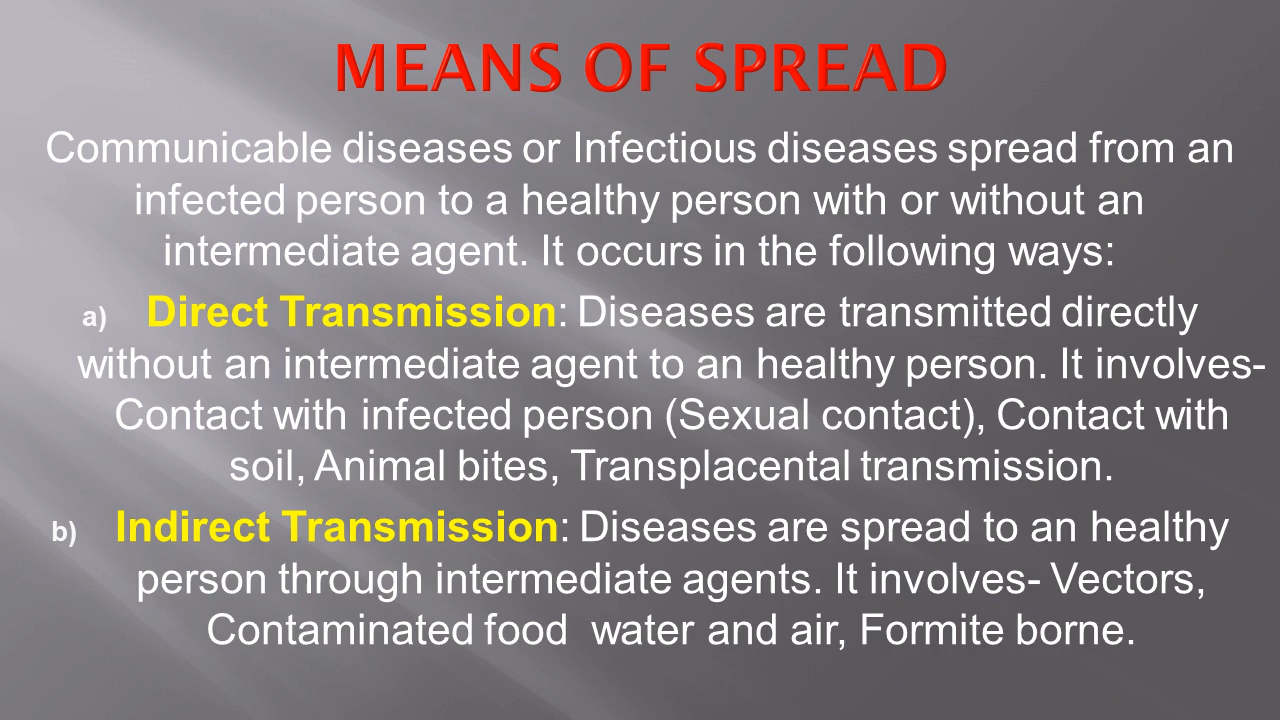 MEANS OF SPREAD
Communicable diseases or Infectious diseases spread from an
infected person to a healthy person with or without an
intermediate agent. It occurs in the following ways:
a) Direct Transmission: Diseases are transmitted directly
without an intermediate agent to an healthy person. It involves-
Contact with infected person (Sexual contact), Contact with
soil, Animal bites, Transplacental transmission.
b) Indirect Transmission: Diseases are spread to an healthy
person through intermediate agents. It involves- Vectors,
Contaminated food  water and air, Formite borne.